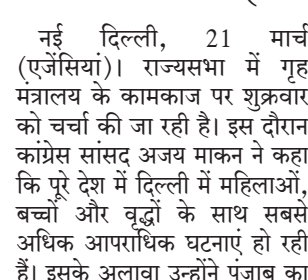 नई दिल्ली, 21 मार्च
(एजेंसियां)। राज्यसभा में गृह
मंत्रालय के कामकाज पर शुक्रवार
को चर्चा की जा रही है। इस दौरान
कांग्रेस सांसद अजय माकन ने कहा
कि पूरे देश में दिल्ली में महिलाओं,
बच्चों और वृद्धों के साथ सबसे
अधिक आपराधिक घटनाएं हो रही
हैं। इसके अलावा उन्होंने पंजाब का